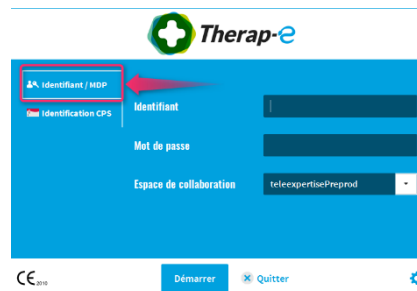 Therap-e
Identifiant / MDP
Identification CPS
Identifiant
Mot de passe
Espace de collaboration
teleexpertisePreprod
CE 2010
Démarrer
Quitter